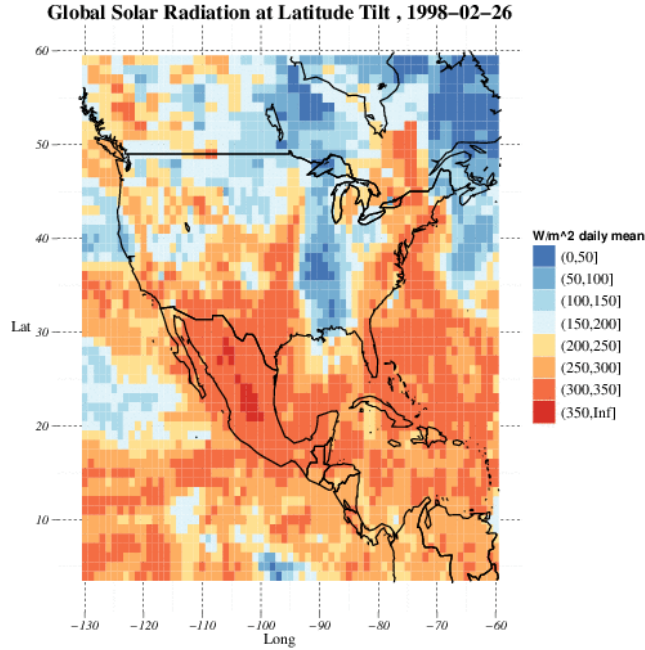 Global Solar Radiation at Latitude Tilt , 1998−02−26
60
50
40
30
20
10
Lat
−130 −120 −110 −100 −90 −80 −70 −60
Long
W/m^2 daily mean
(0,50]
(50,100]
(100,150]
(150,200]
(200,250]
(250,300]
(300,350]
(350,Inf]